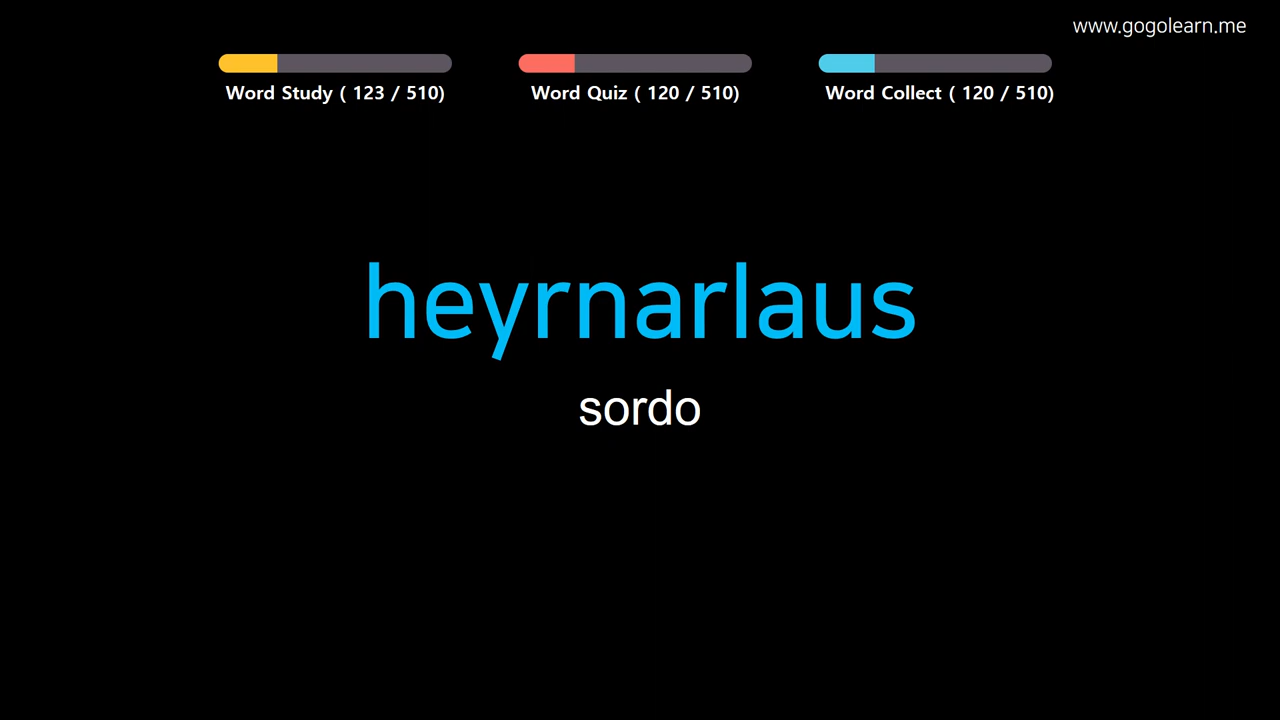 www.gogolearn.me
Word Study ( 123 / 510)
Word Quiz ( 120 / 510)
Word Collect ( 120 / 510)
heyrnarlaus
sordo